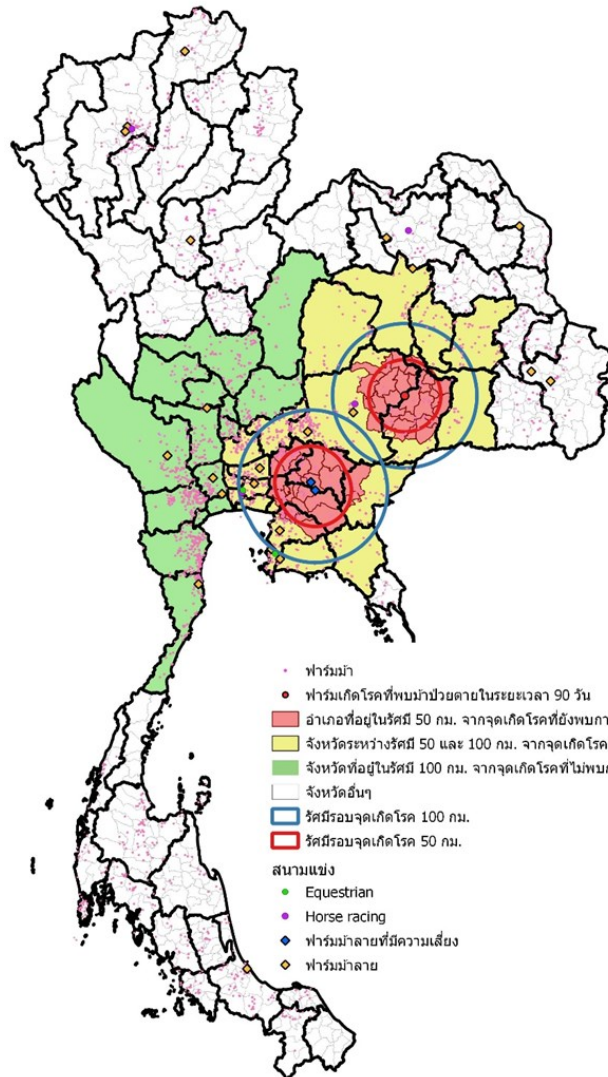 ฟาร์มม้า
ฟาร์มเกิดโรคที่พบม้าป่วยตายในระยะเวลา 90 วัน
อำเภอที่อยู่ในรัศมี 50 กม. จากจุดเกิดโรคที่ยังพบกา
จังหวัดระหว่างรัศมี 50 และ 100 กม. จากจุดเกิดโรค
จังหวัดที่อยู่ในรัศมี 100 กม. จากจุดเกิดโรคที่ไม่พบก
จังหวัดอื่นๆ
รัศมีรอบจุดเกิดโรค 100 กม.
รัศมีรอบจุดเกิดโรค 50 กม.
สนามแข่ง
Equestrian
Horse racing
ฟาร์มม้าลายที่มีความเสี่ยง
ฟาร์มม้าลาย